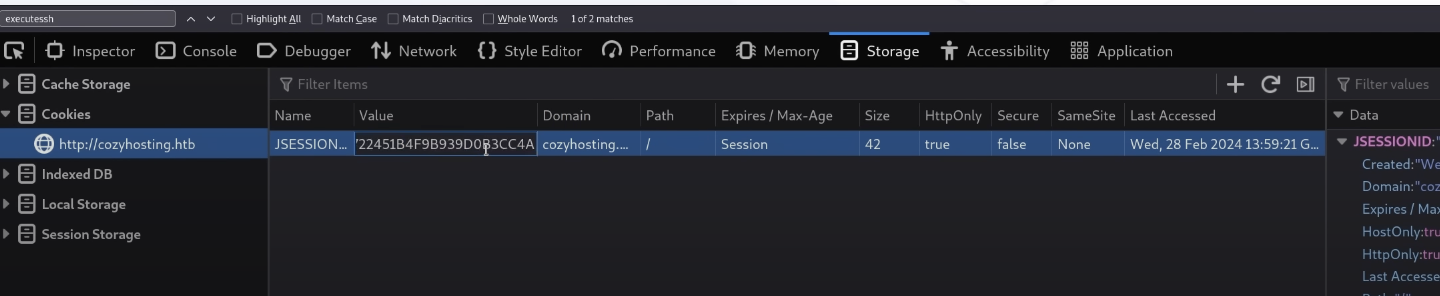 executessh Highlight All Match Case Match Diacritics Whole Words 1 of 2 matches
Inspector Console Debugger Network Style Editor Performance Memory Storage Accessibility Application
Cache Storage Filter Items Filter values
Cookies Name Value Domain Path Expires / Max-Age Size HttpOnly Secure SameSite Last Accessed Data
http://cozyhosting.htb JSESSION... 22451B4F9B939D0B3CC4A cozyhosting.... / Session 42 true false None Wed, 28 Feb 2024 13:59:21 G... JSESSIONID:"
Indexed DB Created:"We
Local Storage Domain:"coz
Expires / Max
Session Storage HostOnly:tru
HttpOnly:tru
Last Accesse